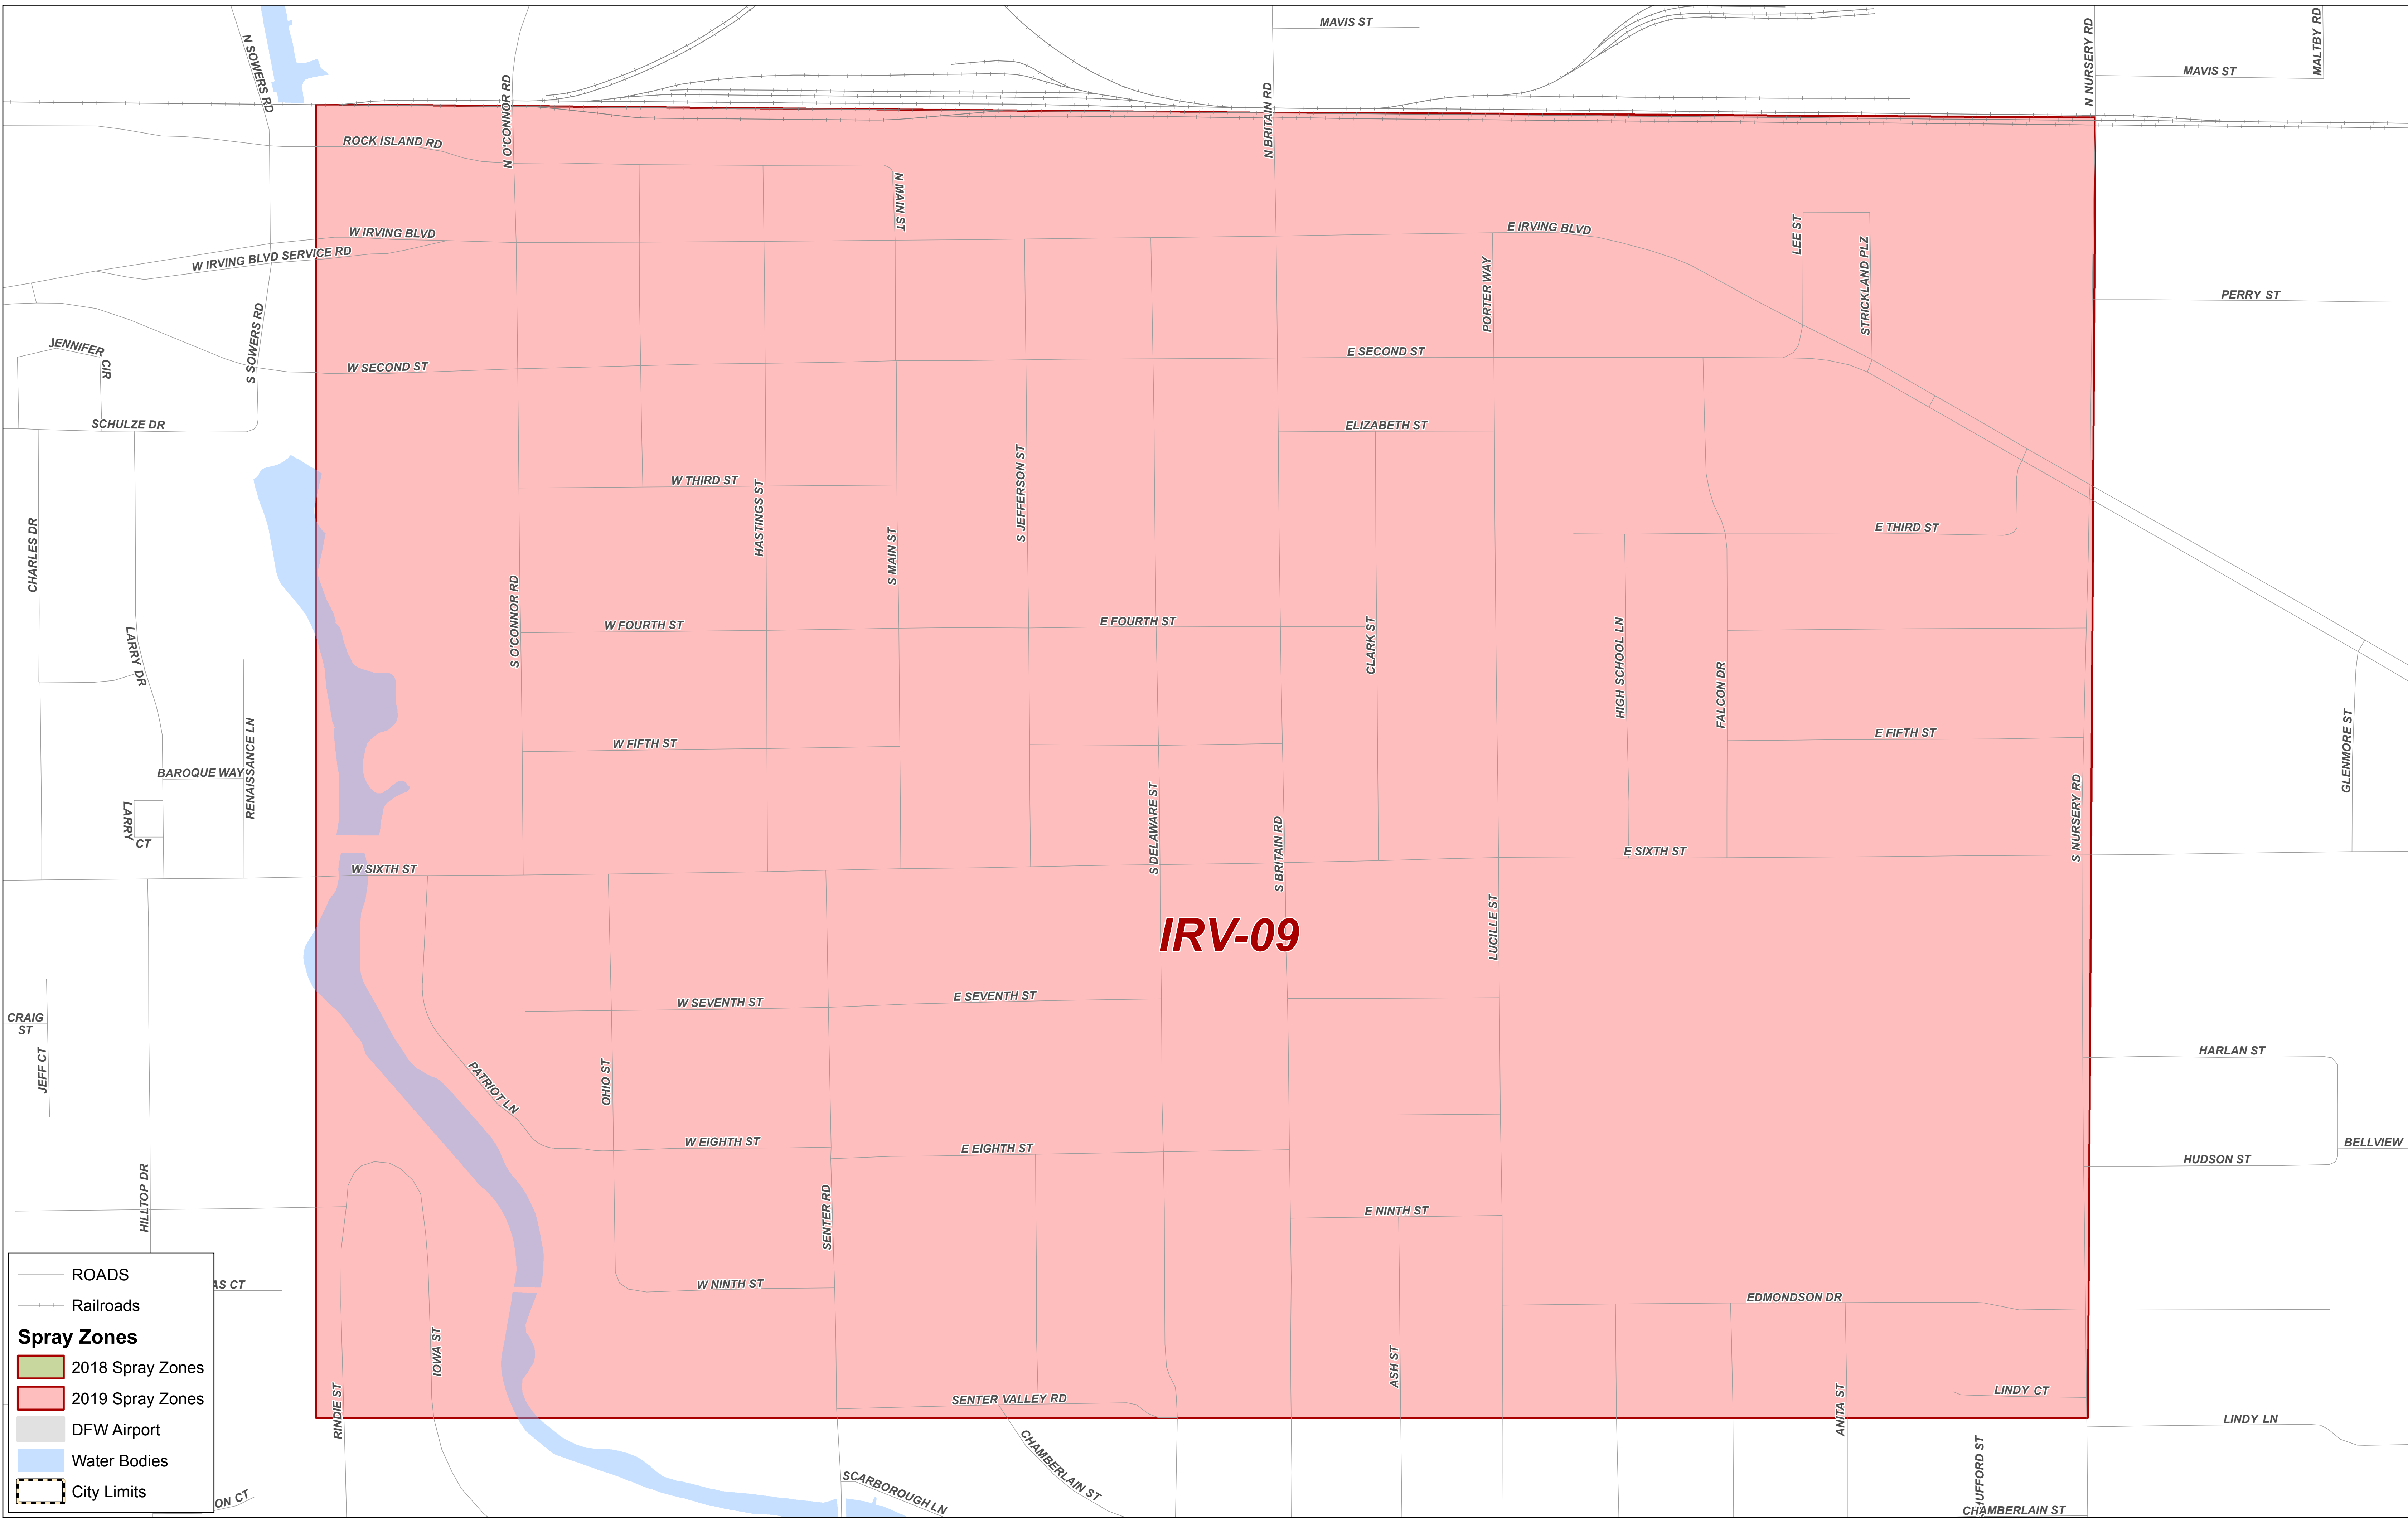 MAVIS ST
MALTBY RD
N SOWERS RD
N O'CONNOR RD
N BRITAIN RD
N NURSERY RD
MAVIS ST
ROCK ISLAND RD
N MAIN ST
W IRVING BLVD
E IRVING BLVD
LEE ST
STRICKLAND PLZ
W IRVING BLVD SERVICE RD
PORTER WAY
PERRY ST
S SOWERS RD
JENNIFER
CIR
W SECOND ST
E SECOND ST
SCHULZE DR
ELIZABETH ST
W THIRD ST
HASTINGS ST
S JEFFERSON ST
S MAIN ST
E THIRD ST
CHARLES DR
LARRY DR
S O'CONNOR RD
W FOURTH ST
E FOURTH ST
CLARK ST
HIGH SCHOOL LN
FALCON DR
W FIFTH ST
E FIFTH ST
GLENMORE ST
BAROQUE WAY
RENAISSANCE LN
LARRY
CT
S DELAWARE ST
S BRITAIN RD
S NURSERY RD
W SIXTH ST
E SIXTH ST
IRV-09
LUCILLE ST
W SEVENTH ST
E SEVENTH ST
CRAIG
ST
JEFF CT
PATRIOT LN
OHIO ST
HARLAN ST
W EIGHTH ST
E EIGHTH ST
BELLVIEW
HUDSON ST
HILLTOP DR
SENTER RD
E NINTH ST
W NINTH ST
EDMONDSON DR
AS CT
IOWA ST
RINDIE ST
SENTER VALLEY RD
ASH ST
ANITA ST
LINDY CT
LINDY LN
CHAMBERLAIN ST
SCARBOROUGH LN
HUFFORD ST
CHAMBERLAIN ST
ON CT
ROADS
Railroads
Spray Zones
2018 Spray Zones
2019 Spray Zones
DFW Airport
Water Bodies
City Limits